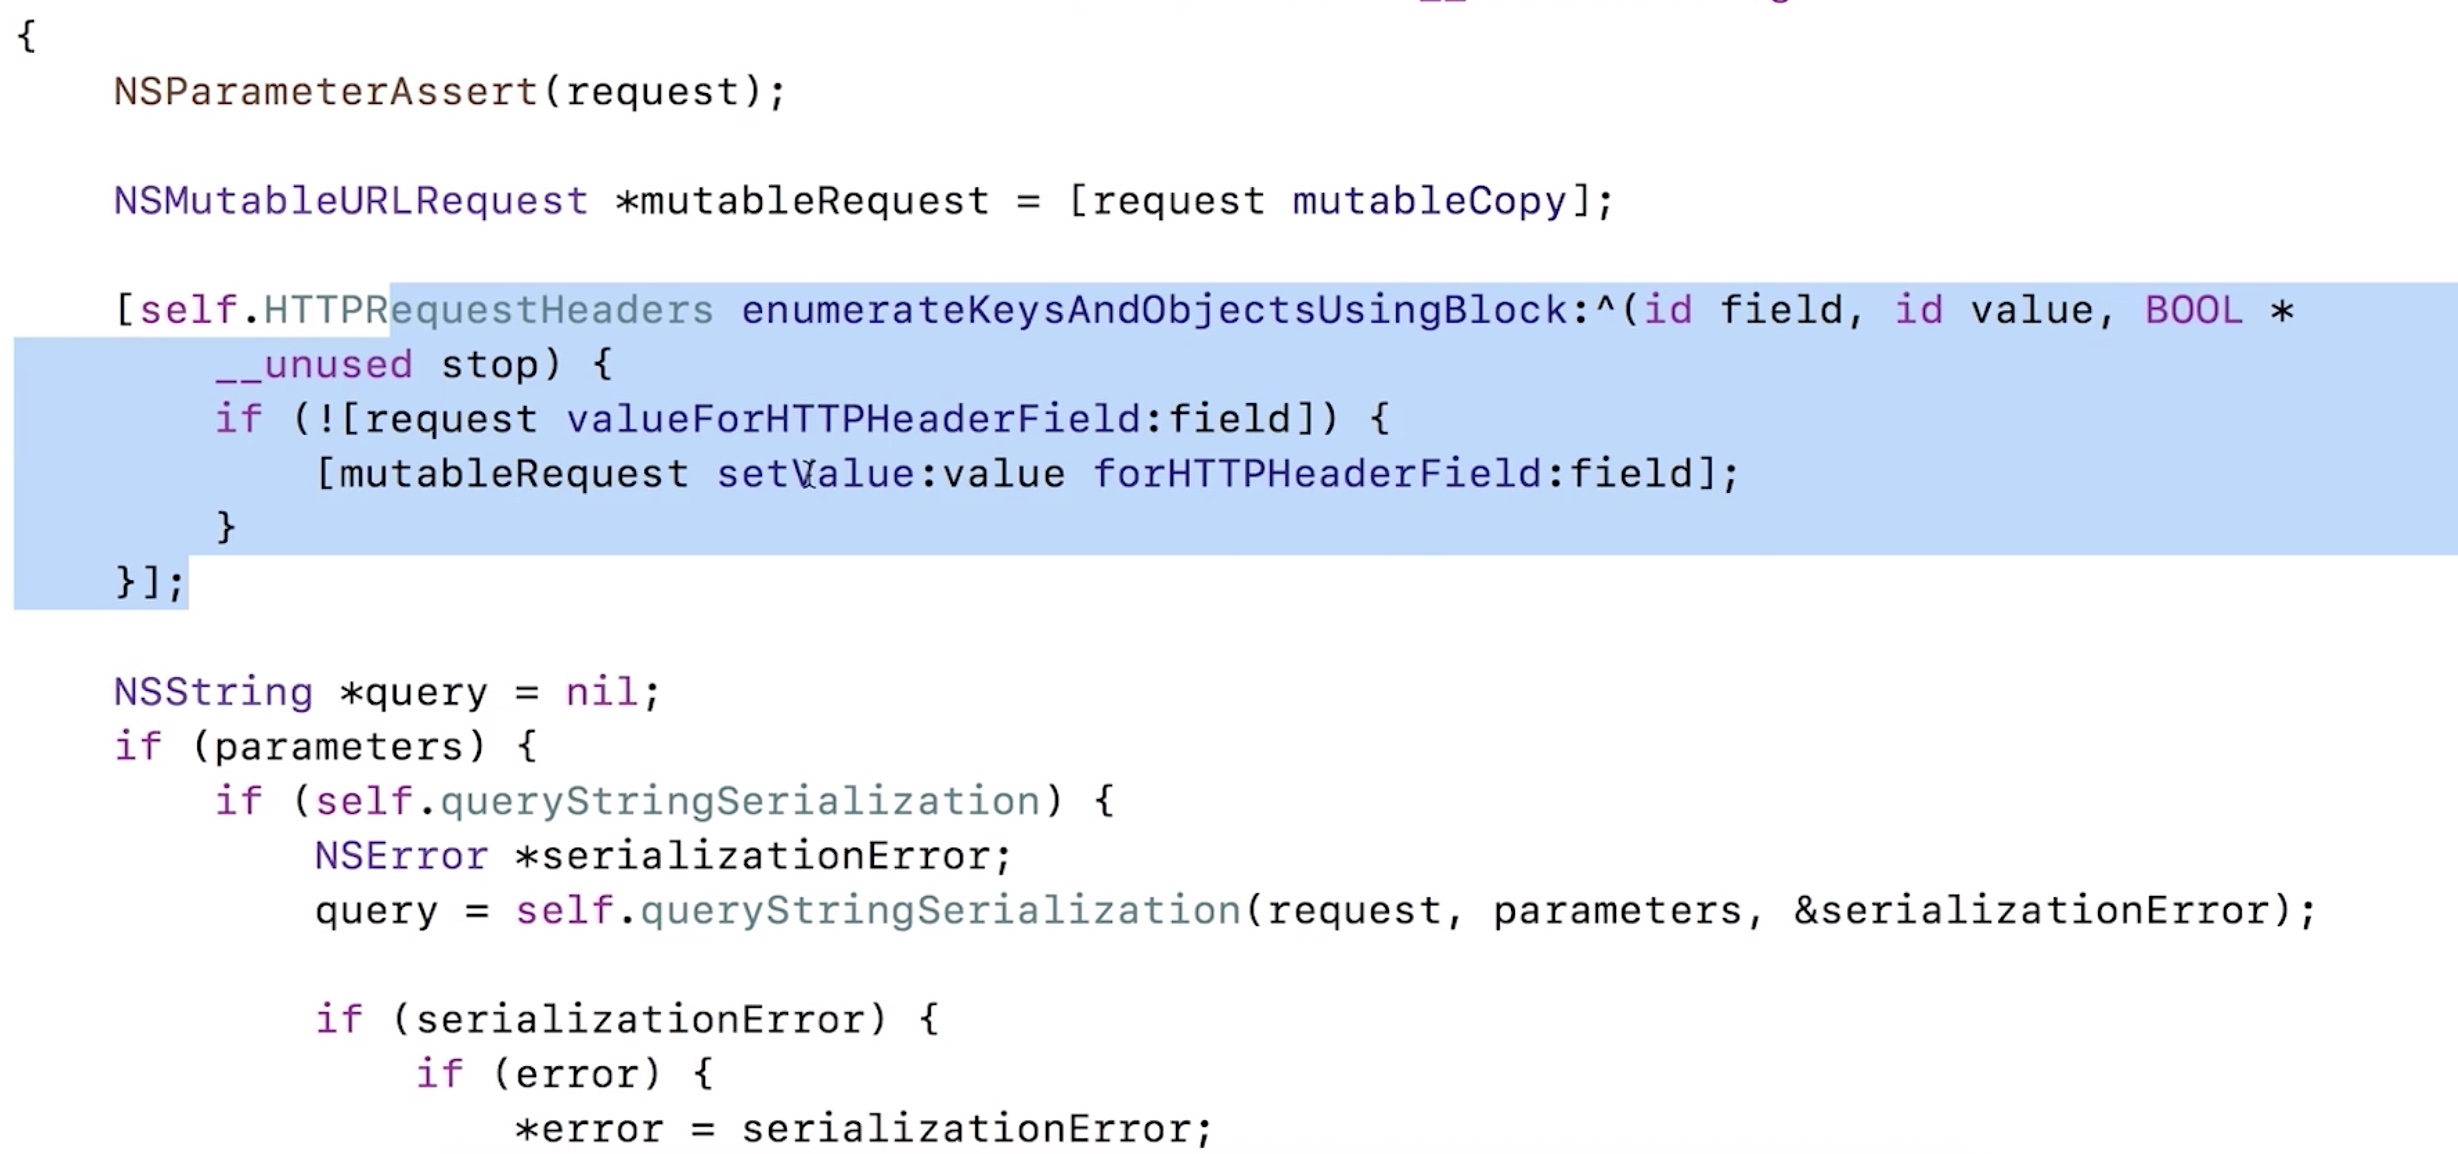 {
    NSParameterAssert(request);
    NSMutableURLRequest *mutableRequest = [request mutableCopy];
    [self.HTTPRequestHeaders enumerateKeysAndObjectsUsingBlock:^(id field, id value, BOOL *
        __unused stop) {
        if (![request valueForHTTPHeaderField:field]) {
            [mutableRequest setValue:value forHTTPHeaderField:field];
        }
    }];
    NSString *query = nil;
    if (parameters) {
        if (self.queryStringSerialization) {
            NSError *serializationError;
            query = self.queryStringSerialization(request, parameters, &serializationError);
            if (serializationError) {
                if (error) {
                    *error = serializationError;